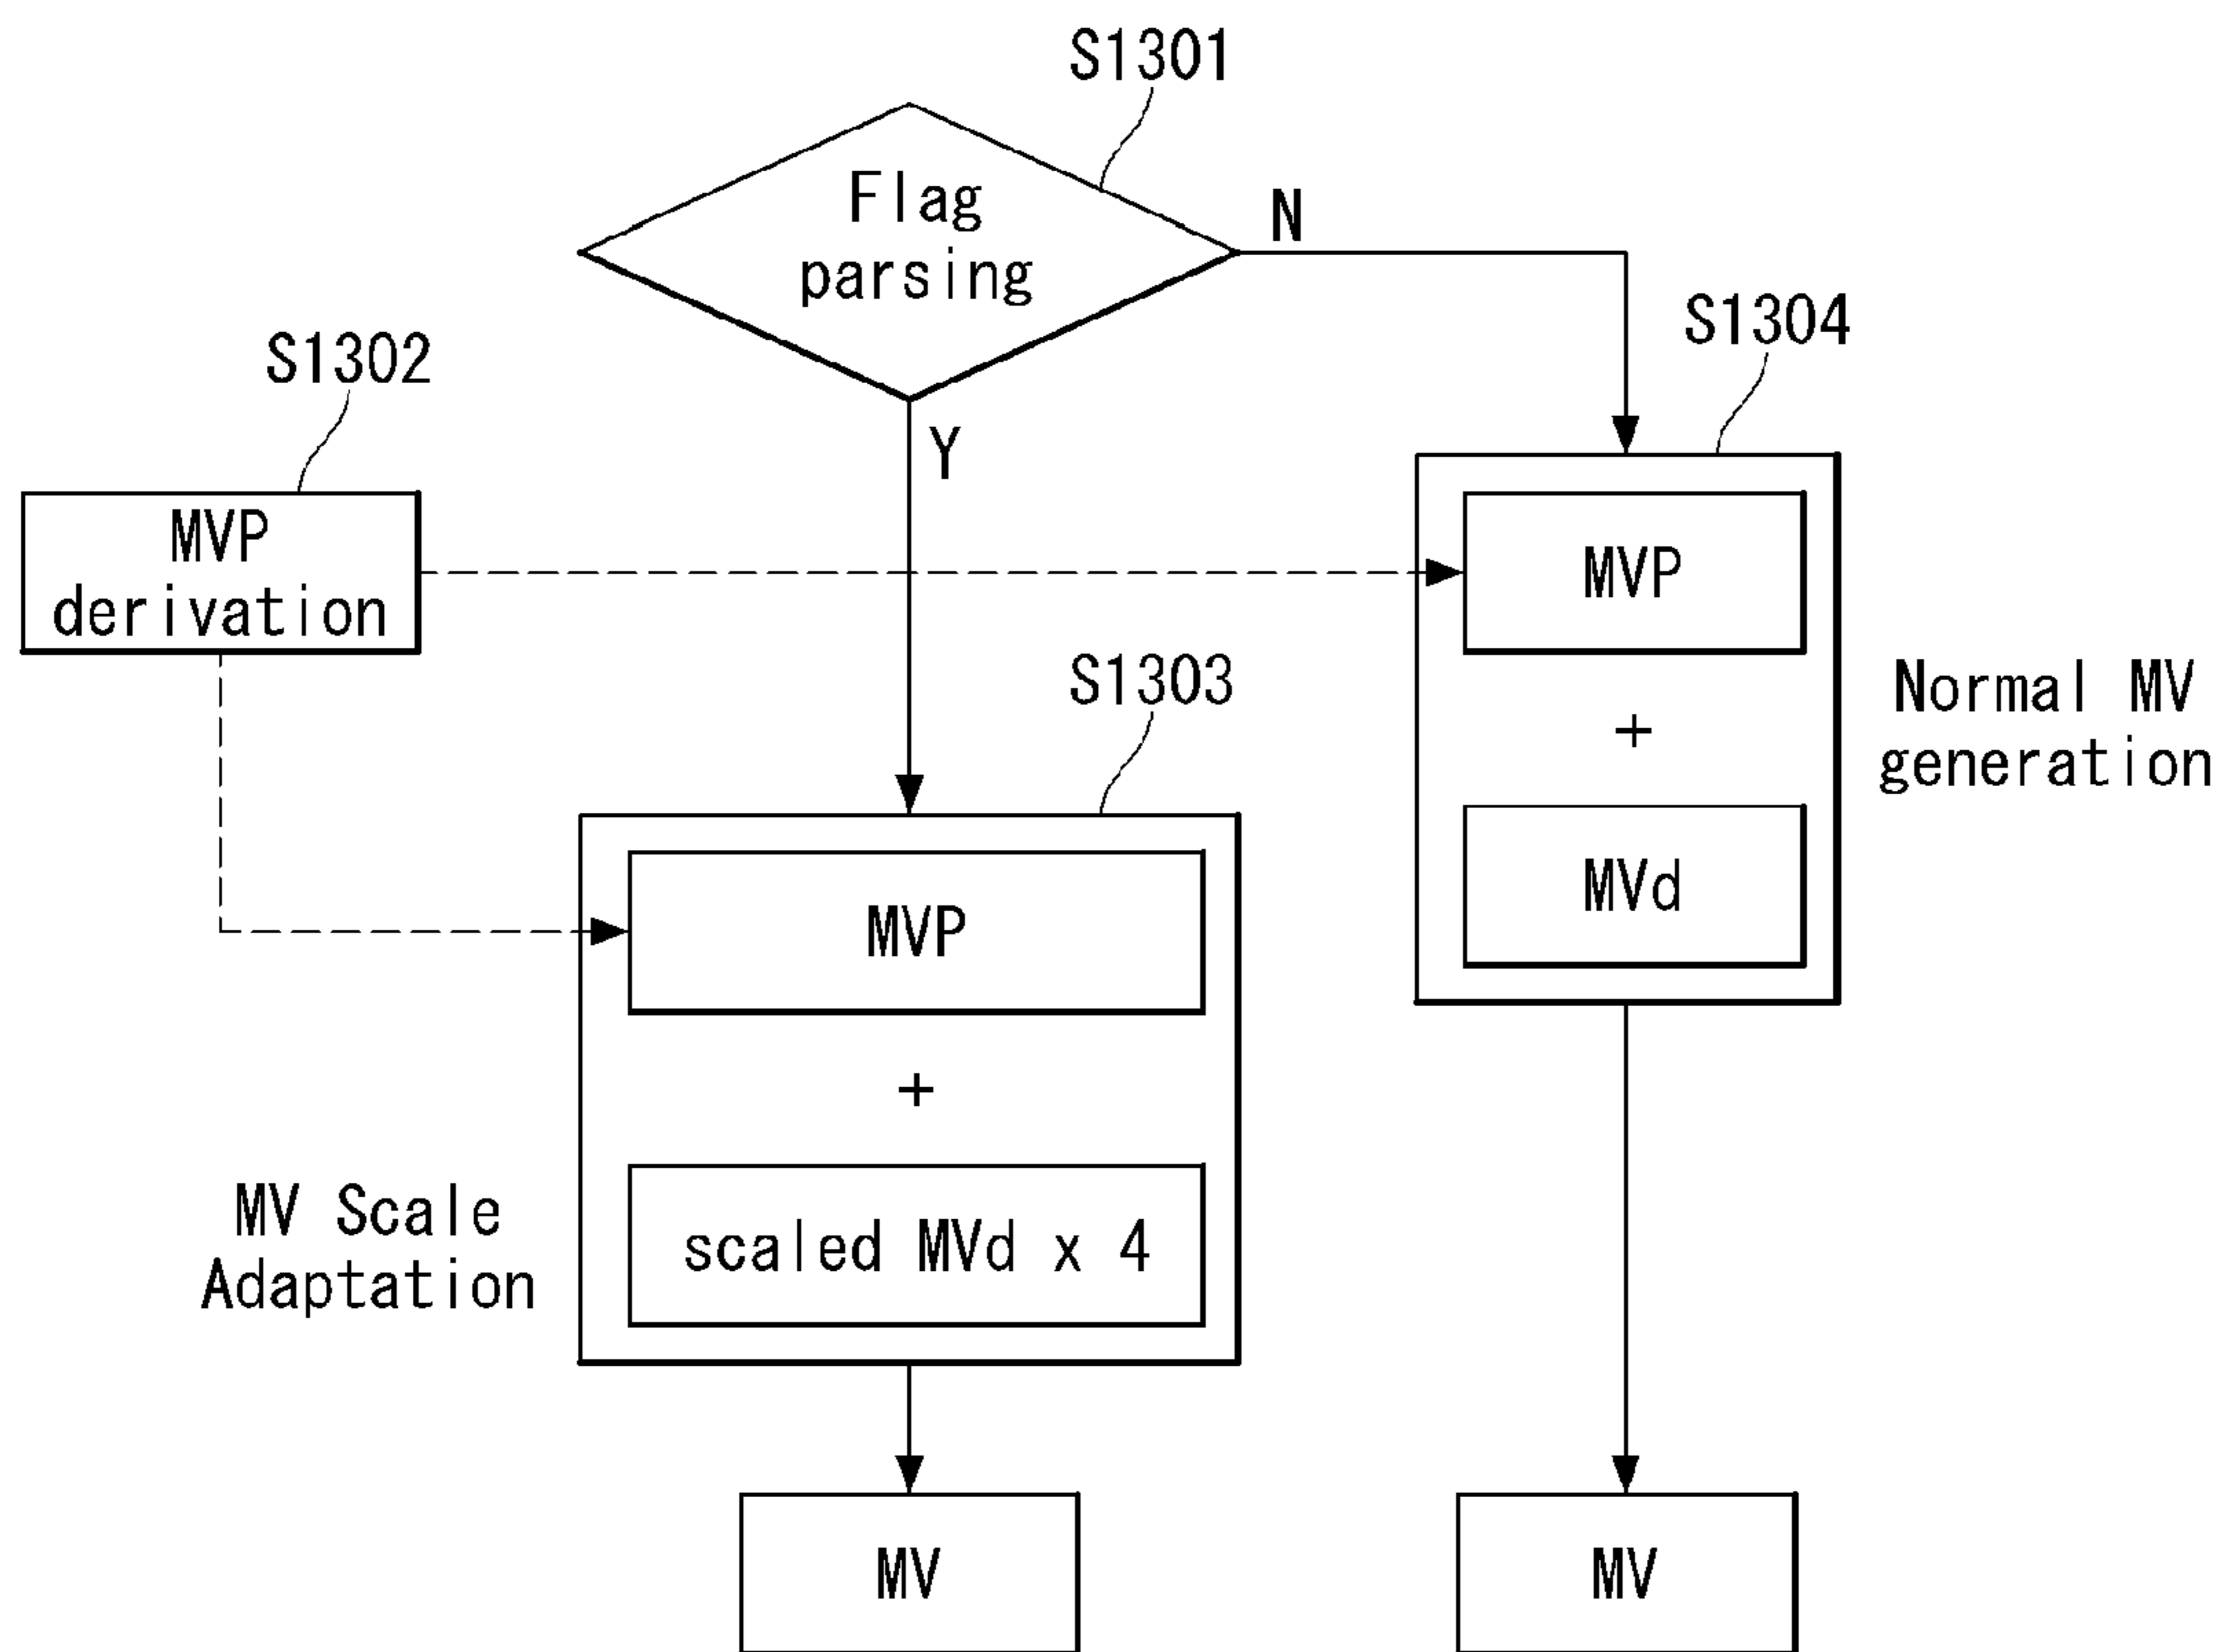 S1301
Flag
parsing
N
S1304
S1302
Y
MVP
derivation
MVP
S1303
+
Normal MV
generation
MVd
MVP
+
MV Scale
Adaptation
scaled MVd x 4
MV
MV